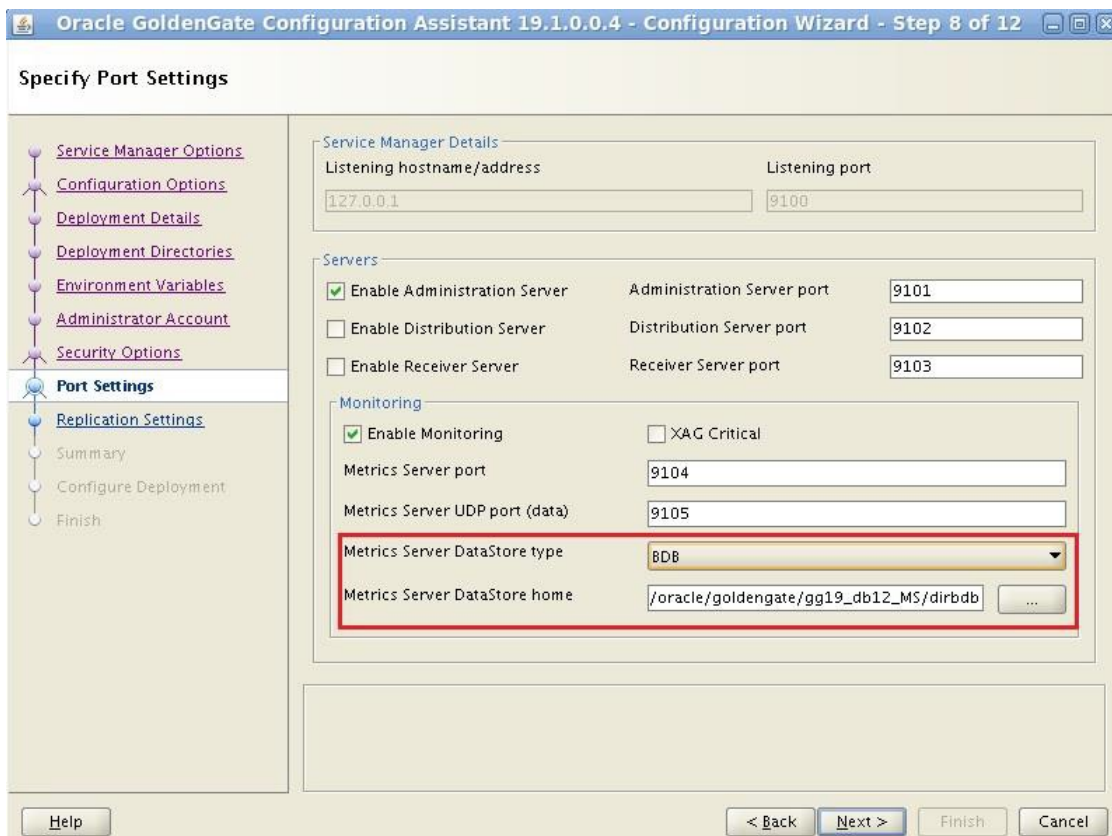 Oracle GoldenGate Configuration Assistant 19.1.0.0.4 - Configuration Wizard - Step 8 of 12
Specify Port Settings
Service Manager Options
Configuration Options
Deployment Details
Deployment Directories
Environment Variables
Administrator Account
Security Options
Port Settings
Replication Settings
Summary
Configure Deployment
Finish
Service Manager Details
Listening hostname/address Listening port
127.0.0.1 9100
Servers
Enable Administration Server Administration Server port 9101
Enable Distribution Server Distribution Server port 9102
Enable Receiver Server Receiver Server port 9103
Monitoring
Enable Monitoring XAG Critical
Metrics Server port 9104
Metrics Server UDP port (data) 9105
Metrics Server DataStore type BDB
Metrics Server DataStore home /oracle/goldengate/gg19_db12_MS/dirbdb ...
Help < Back Next > Finish Cancel